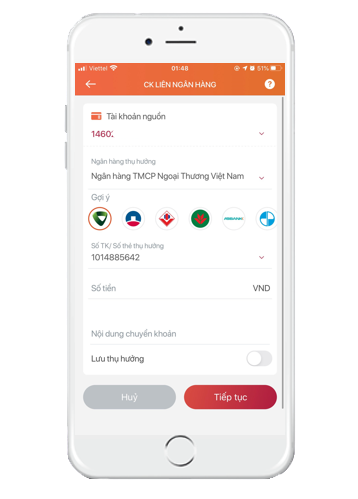 Viettel 01:48 51%
CK LIÊN NGÂN HÀNG ?
Tài khoản nguồn
1460
Ngân hàng thụ hưởng
Ngân hàng TMCP Ngoại Thương Việt Nam
Gợi ý
Số TK/ Số thẻ thụ hưởng
1014885642
Số tiền VND
Nội dung chuyển khoản
Lưu thụ hưởng
Huỷ Tiếp tục